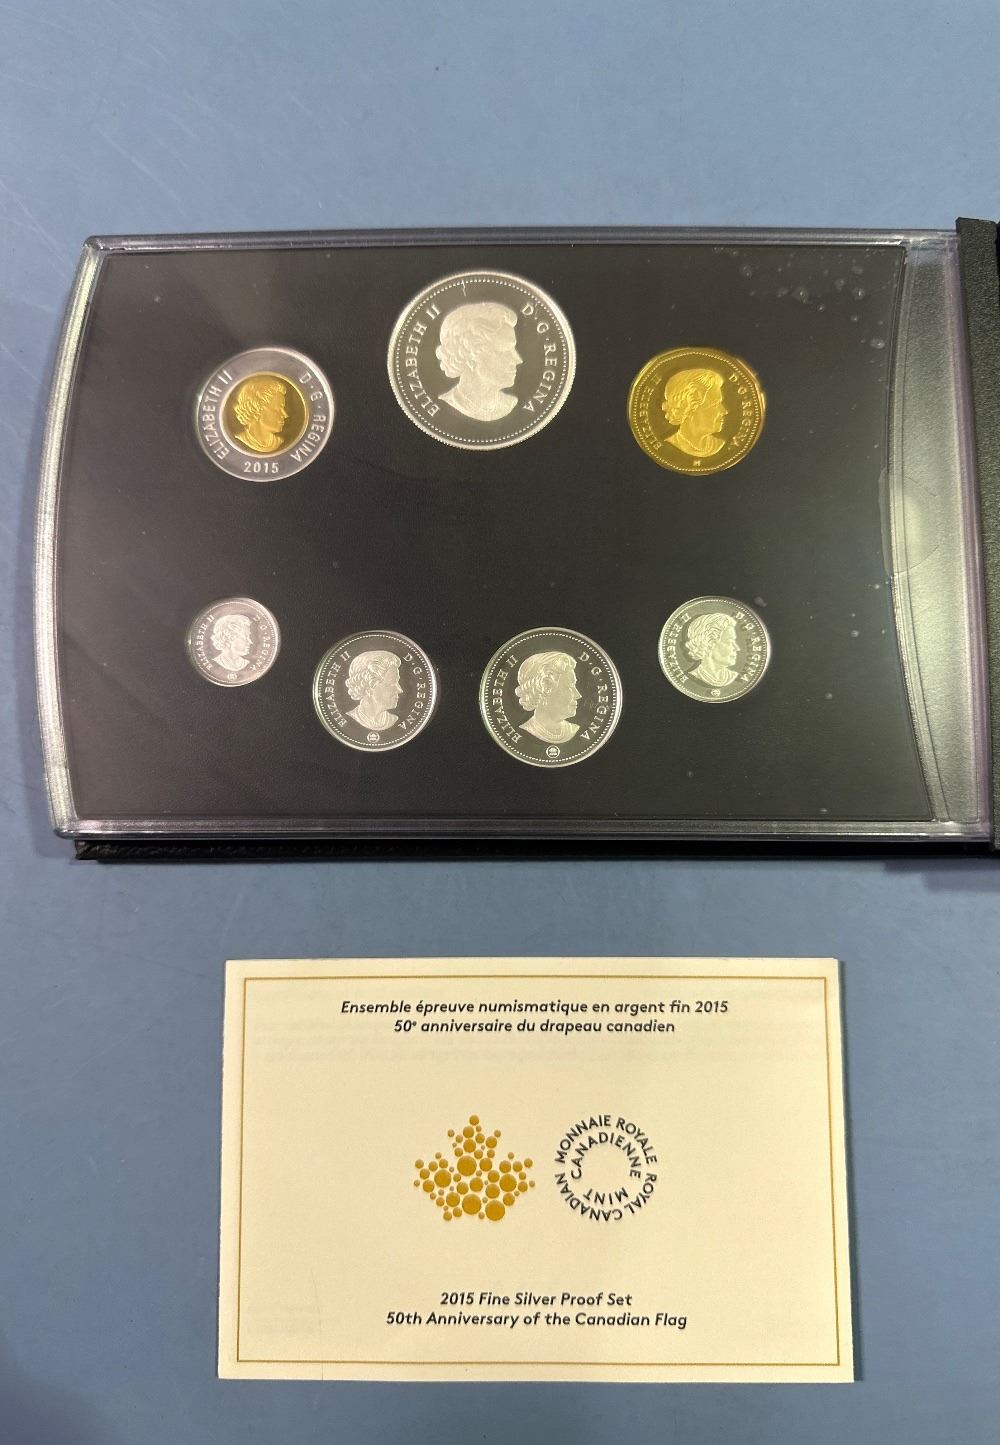 ELIZABETH II D·G·REGINA
ELIZABETH II D·G·REGINA
2015
ELIZABETH II D·G·REGINA
ELIZABETH II D·G·REGINA
ELIZABETH II D·G·REGINA
ELIZABETH II D·G·REGINA
ELIZABETH II D·G·REGINA
Ensemble épreuve numismatique en argent fin 2015
50e anniversaire du drapeau canadien
MONNAIE ROYALE CANADIENNE
ROYAL CANADIAN MINT
2015 Fine Silver Proof Set
50th Anniversary of the Canadian Flag